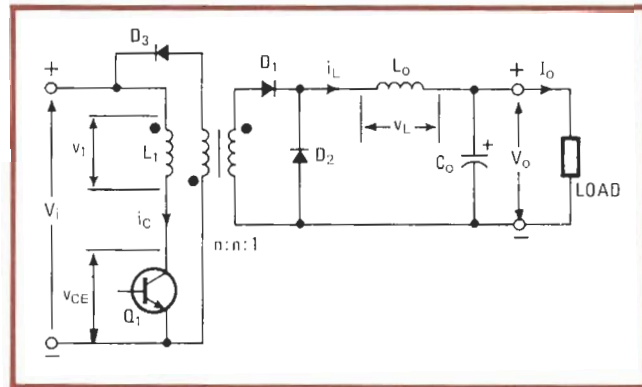 D3
+
D1
iL
Lo
+
Io
v1
L1
vL
Vi
D2
Co
+
Vo
LOAD
iC
n:n:1
vCE
Q1
−
−